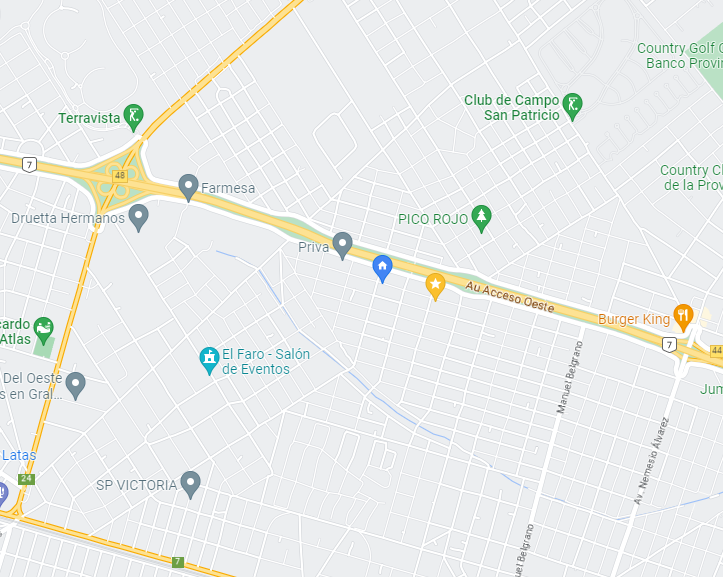 Country Golf C
Banco Provin
Club de Campo
San Patricio
Terravista
7
48
Country Cl
de la Prov
Farmesa
Druetta Hermanos
PICO ROJO
Priva
Au Acceso Oeste
Burger King
cardo
Atlas
7
44
El Faro - Salón
de Eventos
Manuel Belgrano
Del Oeste
s en Gral...
Jum
Av. Nemesio Álvarez
Latas
24
SP VICTORIA
uel Belgrano
7